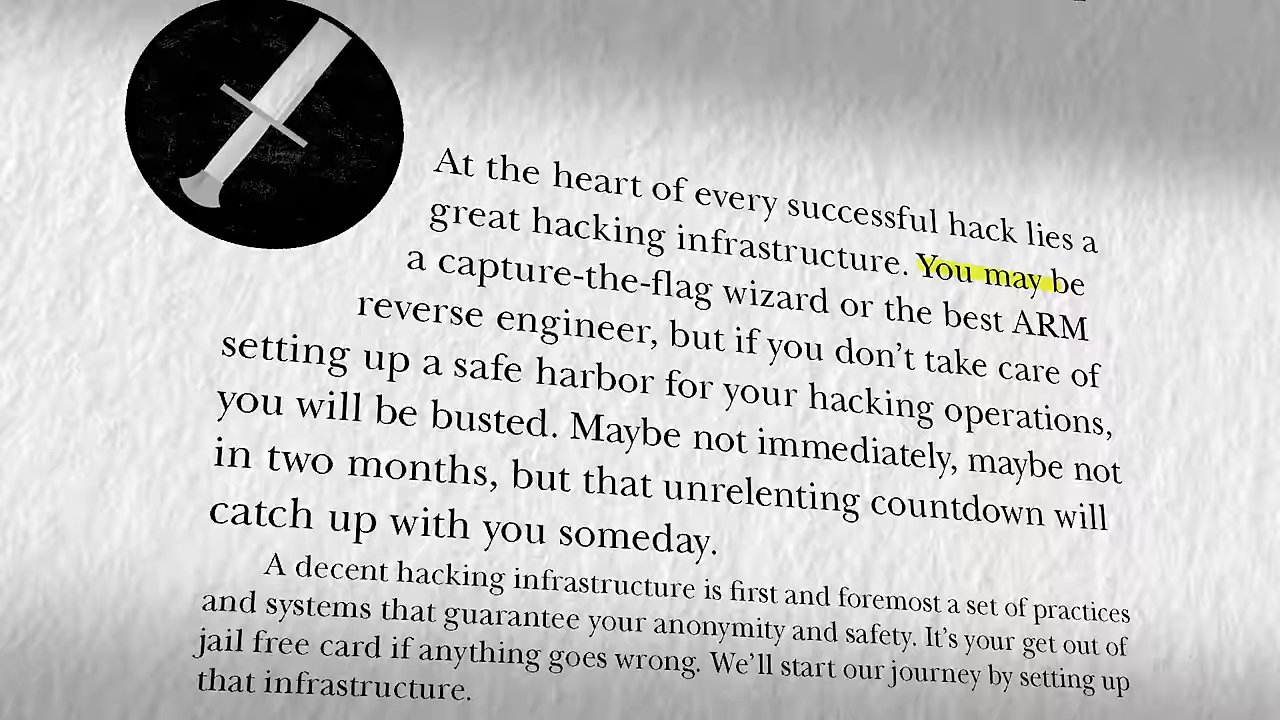 At the heart of every successful hack lies a
great hacking infrastructure. You may be
a capture-the-flag wizard or the best ARM
reverse engineer, but if you don't take care of
setting up a safe harbor for your hacking operations,
you will be busted. Maybe not immediately, maybe not
in two months, but that unrelenting countdown will
catch up with you someday.
A decent hacking infrastructure is first and foremost a set of practices
and systems that guarantee your anonymity and safety. It's your get out of
jail free card if anything goes wrong. We'll start our journey by setting up
that infrastructure.